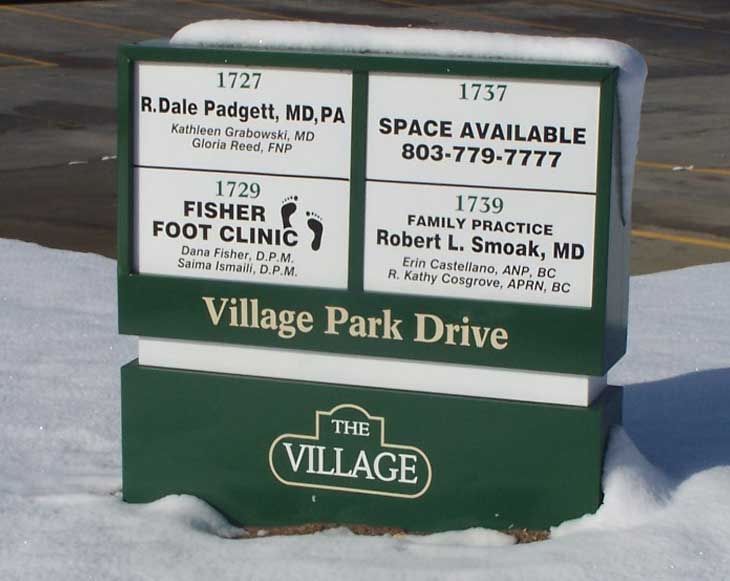 1727
R.Dale Padgett, MD,PA
Kathleen Grabowski, MD
Gloria Reed, FNP
1737
SPACE AVAILABLE
803-779-7777
1729
FISHER
FOOT CLINIC
Dana Fisher, D.P.M.
Saima Ismaili, D.P.M.
1739
FAMILY PRACTICE
Robert L. Smoak, MD
Erin Castellano, ANP, BC
R. Kathy Cosgrove, APRN, BC
Village Park Drive
THE
VILLAGE